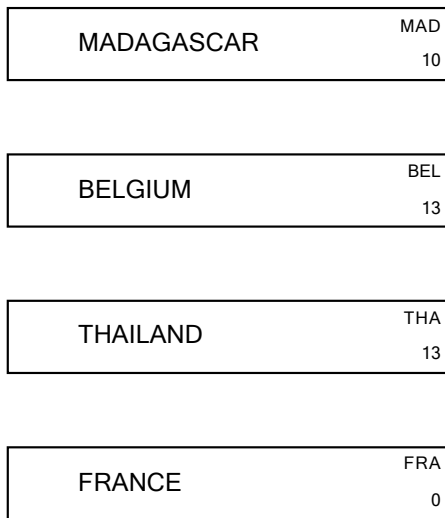 MADAGASCAR MAD
10
BELGIUM BEL
13
THAILAND THA
13
FRANCE FRA
0